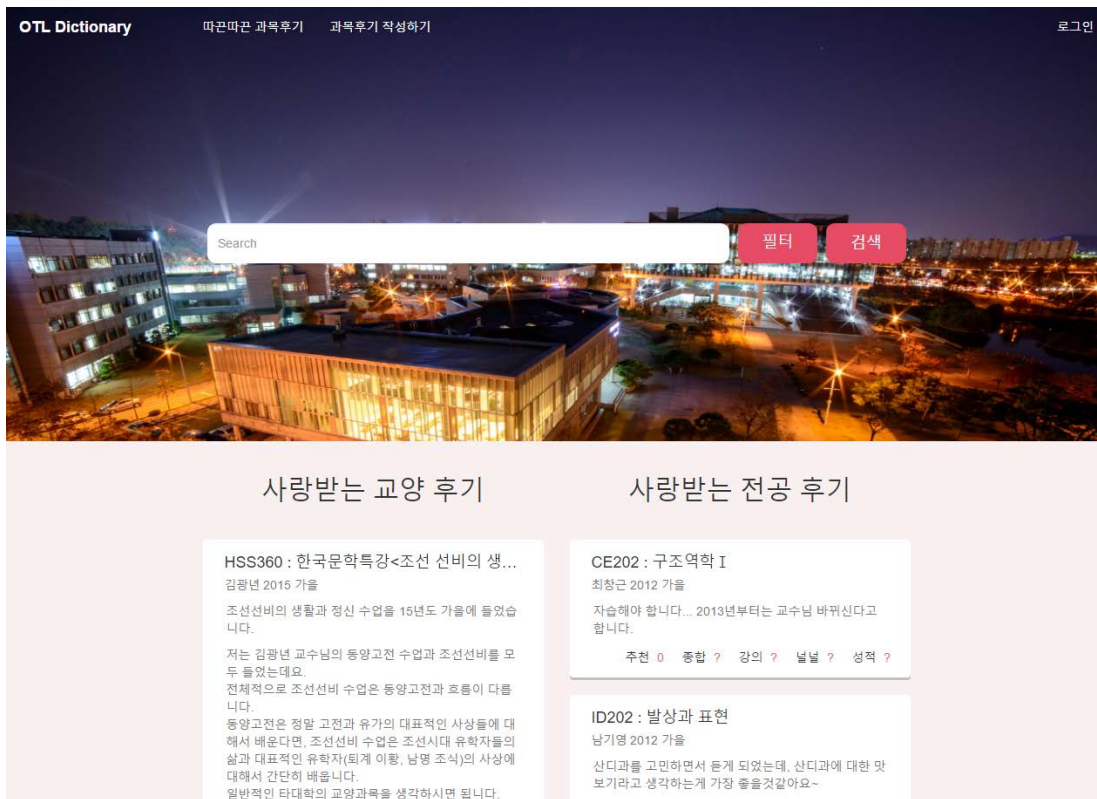 OTL Dictionary 따끈따끈 과목후기 과목후기 작성하기 로그인
Search 필터 검색
사랑받는 교양 후기
HSS360 : 한국문학특강<조선 선비의 생...
김광년 2015 가을
조선선비의 생활과 정신 수업을 15년도 가을에 들었습
니다.
저는 김광년 교수님의 동양고전 수업과 조선선비를 모
두 들었는데요.
전체적으로 조선선비 수업은 동양고전과 흐름이 다릅
니다.
동양고전은 정말 고전과 유가의 대표적인 사상들에 대
해서 배운다면, 조선선비 수업은 조선시대 유학자들의
삶과 대표적인 유학자(퇴계 이황, 남명 조식)의 사상에
대해서 간단히 배웁니다.
일반적인 타대학의 교양과목을 생각하시면 됩니다.
사랑받는 전공 후기
CE202 : 구조역학 I
최창근 2012 가을
자습해야 합니다... 2013년부터는 교수님 바뀌신다고
합니다.
추천 0 종합 ? 강의 ? 널널 ? 성적 ?
ID202 : 발상과 표현
남기영 2012 가을
산디과를 고민하면서 듣게 되었는데, 산디과에 대한 맛
보기라고 생각하는게 가장 좋을것같아요~